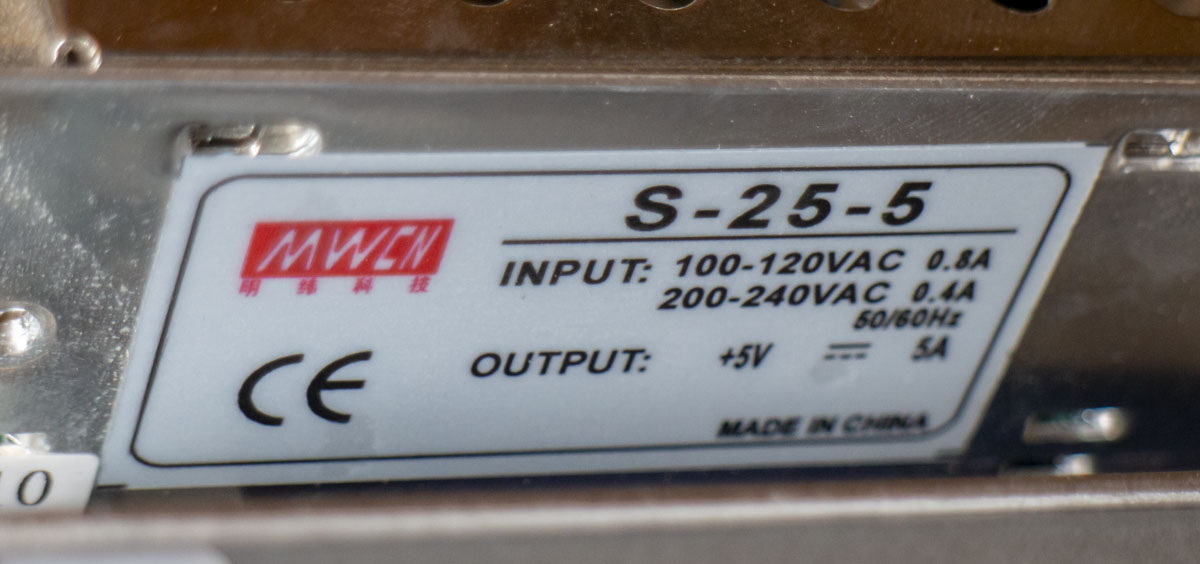 S-25-5
MWCN
明纬科技
INPUT: 100-120VAC 0.8A
200-240VAC 0.4A
50/60Hz
OUTPUT: +5V ⎓ 5A
CE
MADE IN CHINA
10